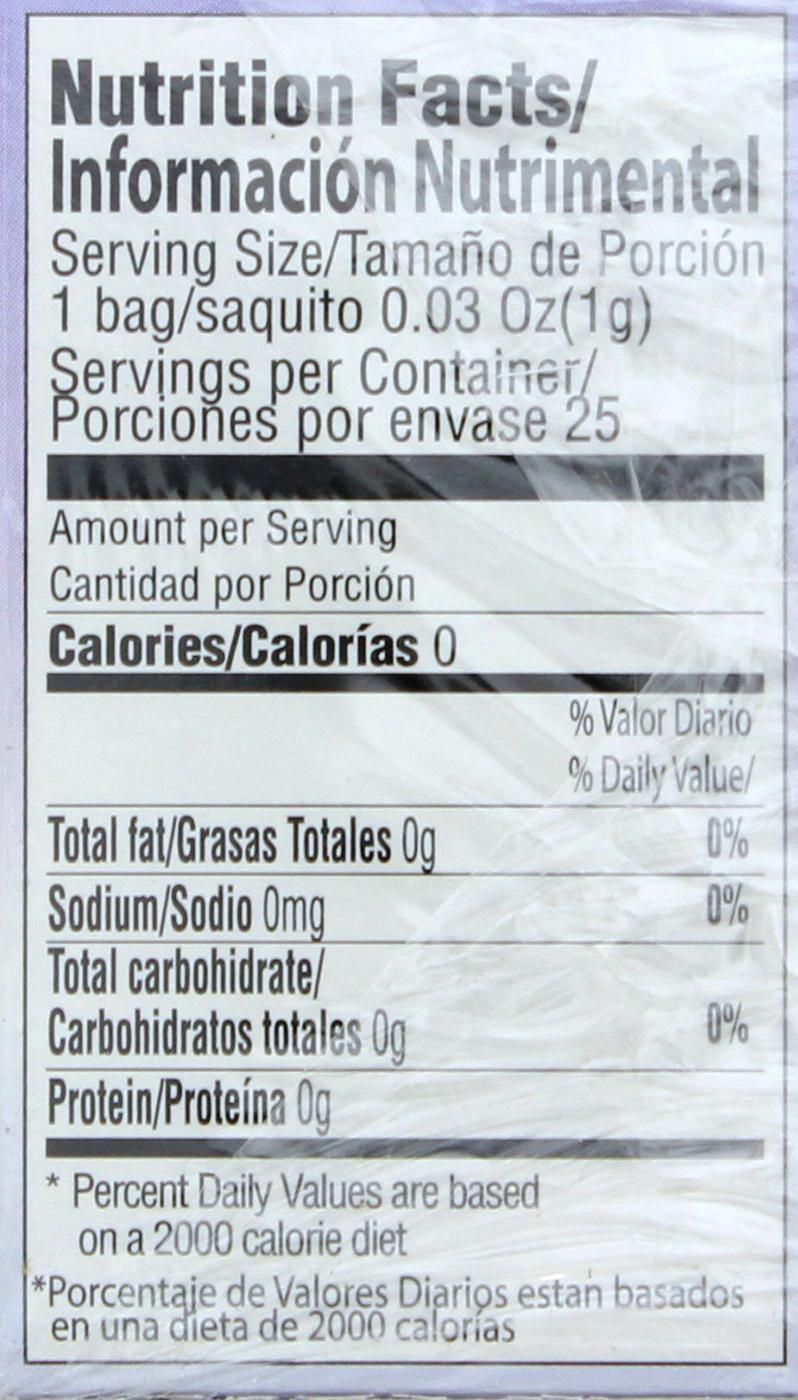 Nutrition Facts/
Información Nutrimental
Serving Size/Tamaño de Porción
1 bag/saquito 0.03 Oz(1g)
Servings per Container/
Porciones por envase 25
Amount per Serving
Cantidad por Porción
Calories/Calorías 0
% Valor Diario
% Daily Value/
Total fat/Grasas Totales 0g 0%
Sodium/Sodio 0mg 0%
Total carbohidrate/
Carbohidratos totales 0g 0%
Protein/Proteína 0g
* Percent Daily Values are based
on a 2000 calorie diet
*Porcentaje de Valores Diarios estan basados
en una dieta de 2000 calorías